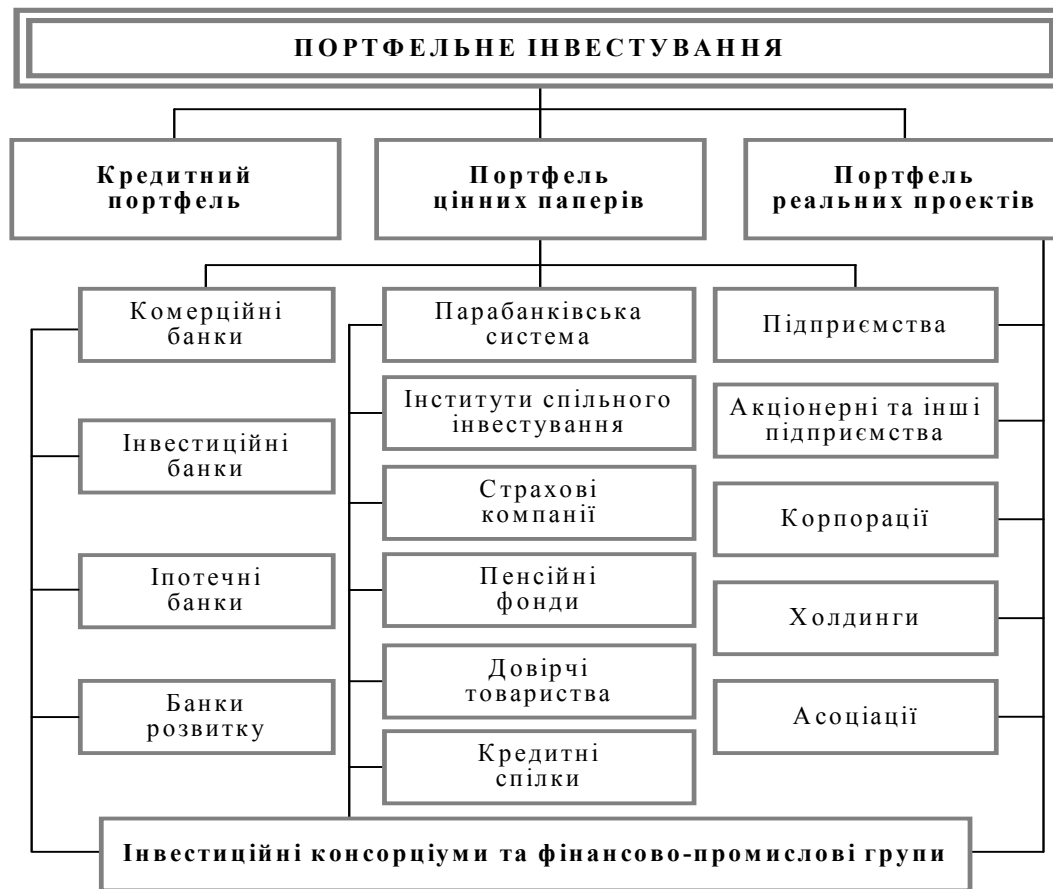 ПОРТФЕЛЬНЕ ІНВЕСТУВАННЯ
Кредитний
портфель
Портфель
цінних паперів
Портфель
реальних проектів
Комерційні
банки
Парабанківська
система
Підприємства
Інститути спільного
інвестування
Акціонерні та інші
підприємства
Інвестиційні
банки
Страхові
компанії
Корпорації
Іпотечні
банки
Пенсійні
фонди
Холдинги
Довірчі
товариства
Банки
розвитку
Асоціації
Кредитні
спілки
Інвестиційні консорціуми та фінансово-промислові групи